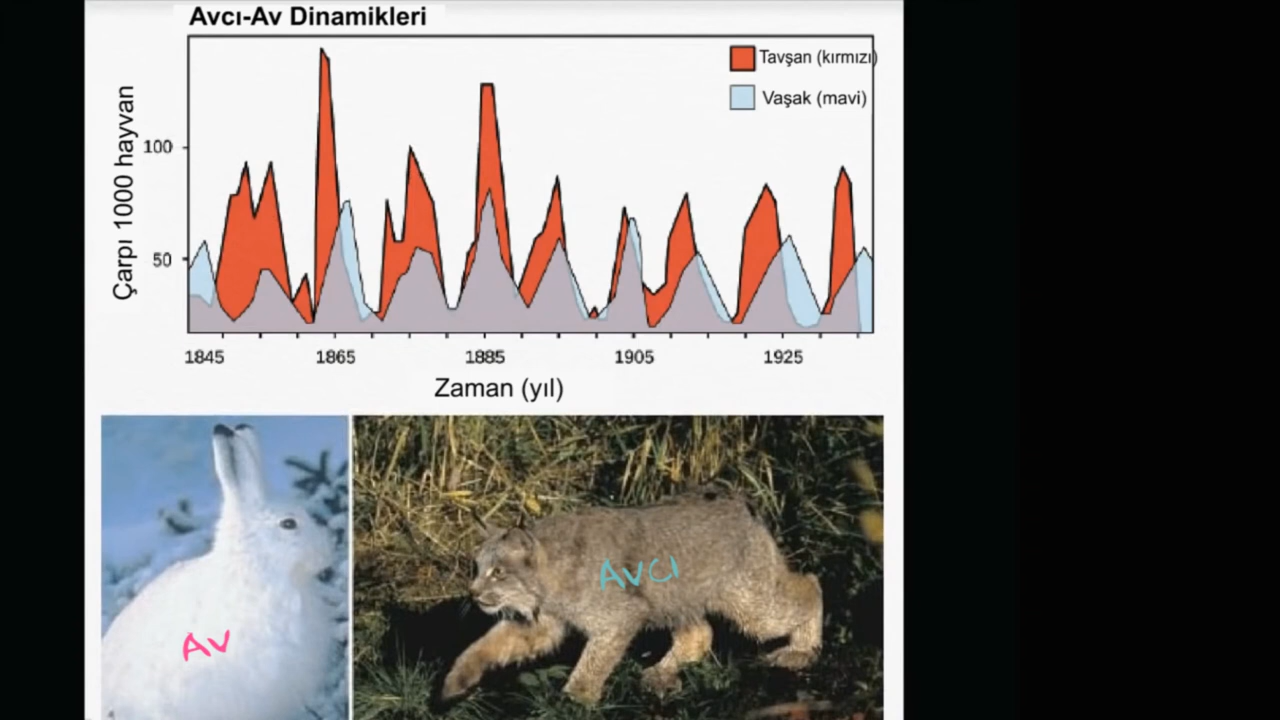 Avcı-Av Dinamikleri
Tavşan (kırmızı)
Vaşak (mavi)
Çarpı 1000 hayvan
100
50
1845 1865 1885 1905 1925
Zaman (yıl)
AV
AVCI